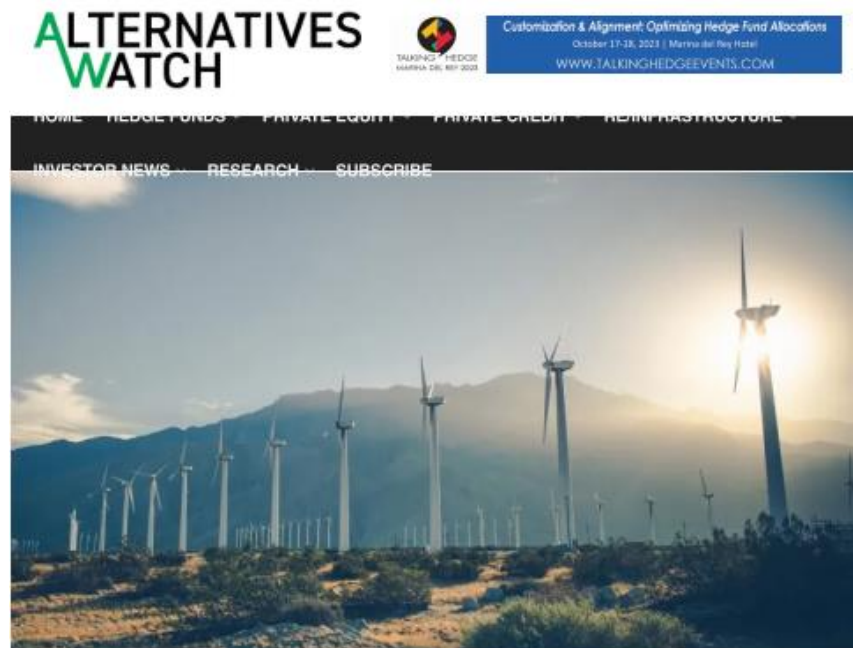 ALTERNATIVES
WATCH
TALKING HEDGE
MARINA DEL REY 2023
Customization & Alignment: Optimizing Hedge Fund Allocations
October 17-18, 2023 | Marina del Rey Hotel
WWW.TALKINGHEDGEEVENTS.COM
HOME HEDGE FUNDS PRIVATE EQUITY PRIVATE CREDIT RE/INFRASTRUCTURE
INVESTOR NEWS RESEARCH SUBSCRIBE